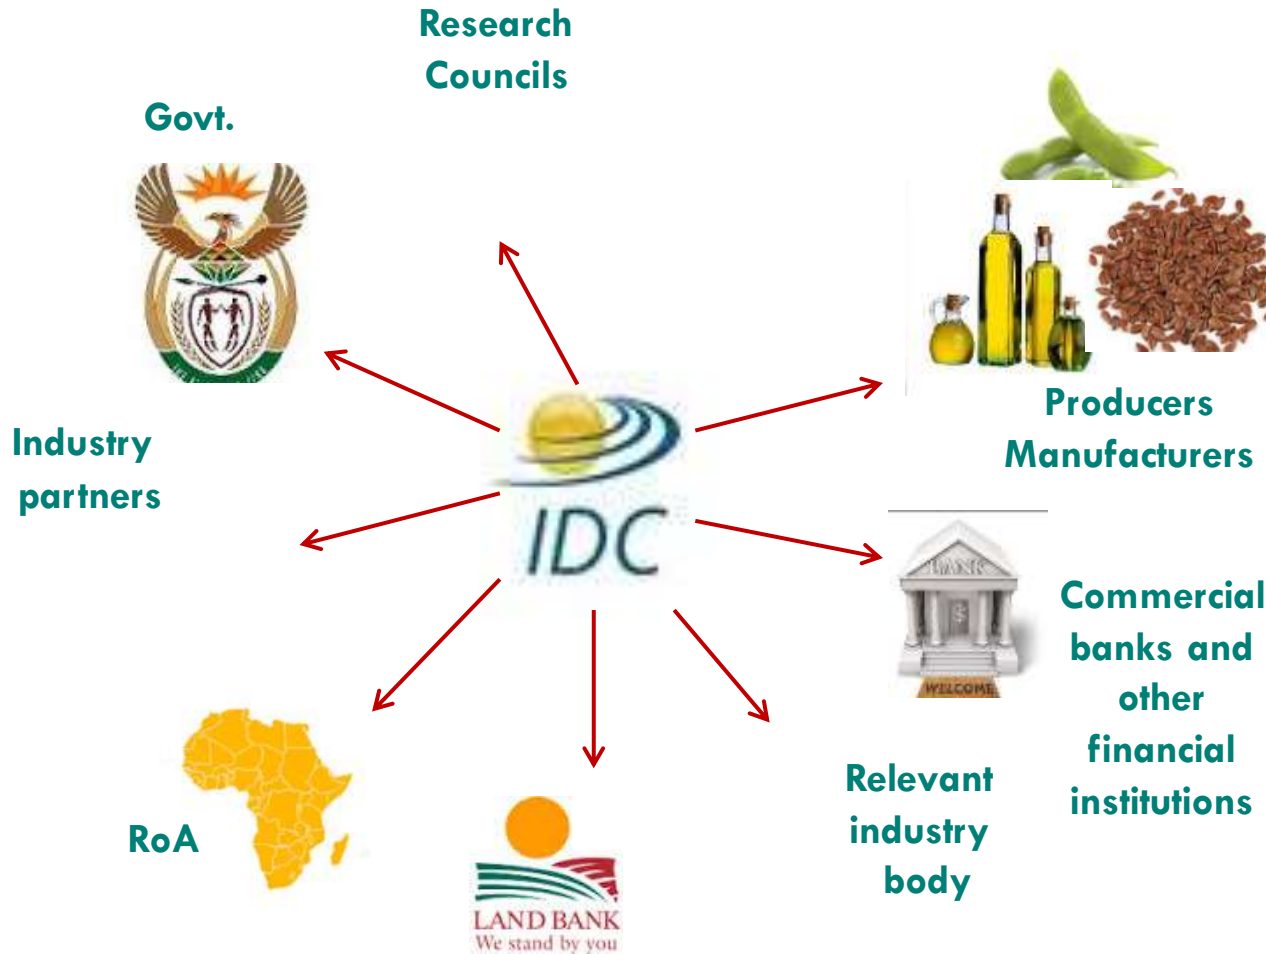 Research
Councils
Govt.
Producers
Manufacturers
Industry
partners
IDC
BANK
WELCOME
Commercial
banks and
other
financial
institutions
Relevant
industry
body
RoA
LAND BANK
We stand by you